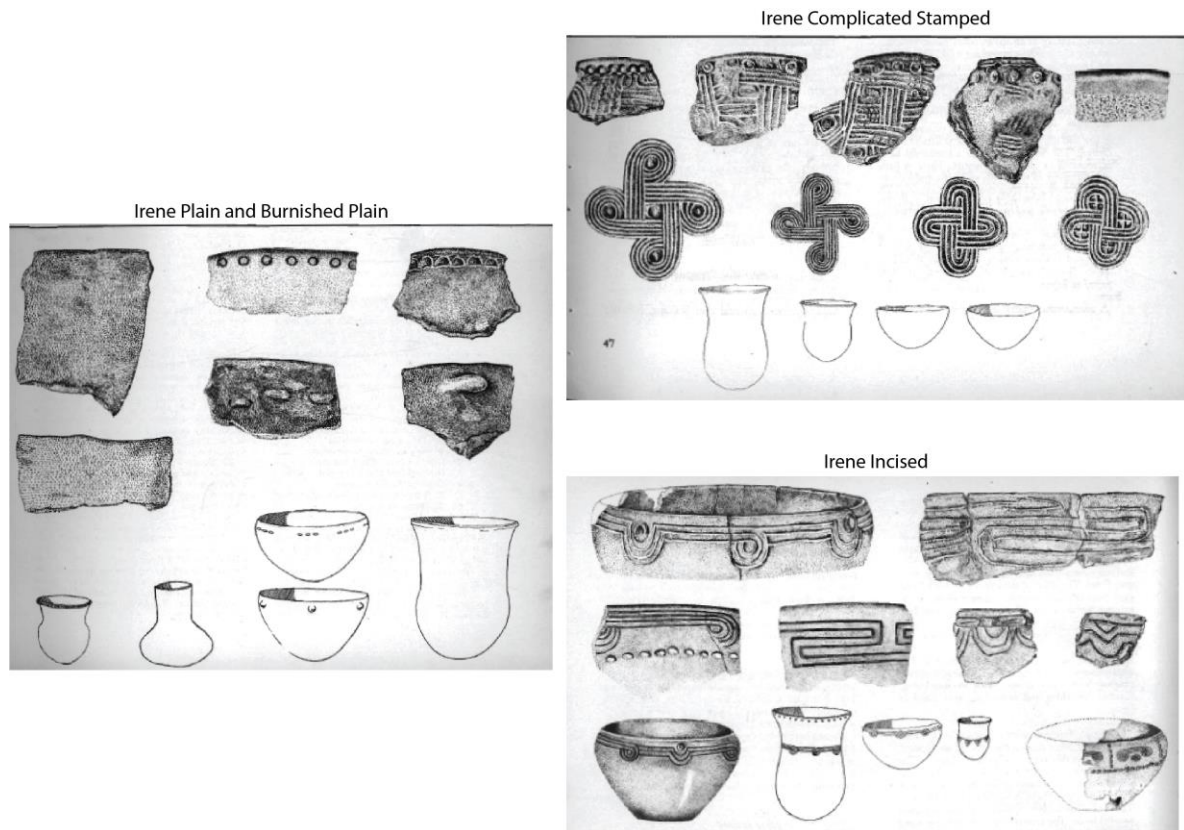 Irene Complicated Stamped
47
Irene Plain and Burnished Plain
Irene Incised